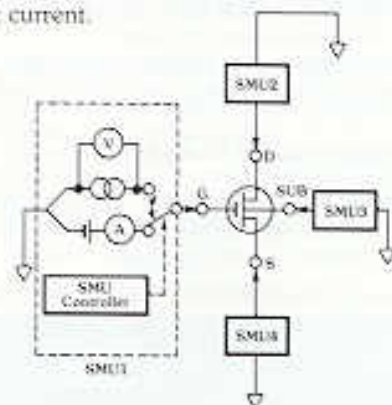 current.
SMU2
V
D
G
SUB
SMU3
A
S
SMU
Controller
SMU1
SMU4